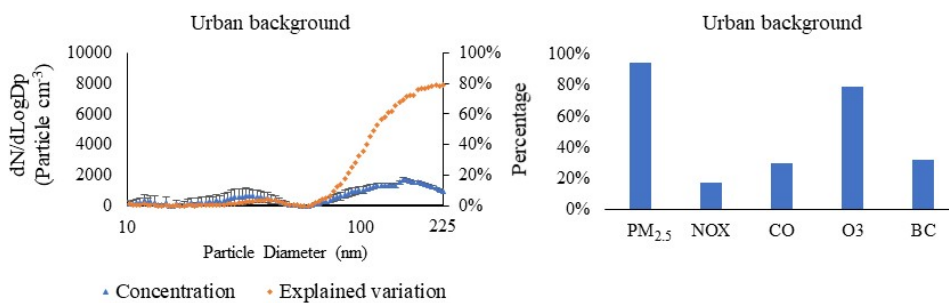 Urban background
10000
8000
6000
4000
2000
0
dN/dLogDp
(Particle cm⁻³)
100%
80%
60%
40%
20%
0%
10
100
225
Particle Diameter (nm)
Concentration
Explained variation
Urban background
Percentage
100%
80%
60%
40%
20%
0%
PM₂.₅
NOX
CO
O3
BC